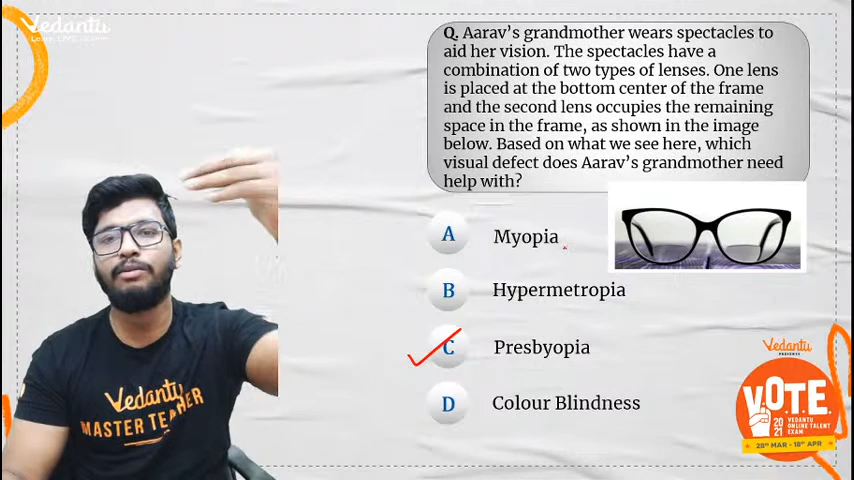 Vedantu
Q. Aarav's grandmother wears spectacles to
aid her vision. The spectacles have a
combination of two types of lenses. One lens
is placed at the bottom center of the frame
and the second lens occupies the remaining
space in the frame, as shown in the image
below. Based on what we see here, which
visual defect does Aarav's grandmother need
help with?
A Myopia
B Hypermetropia
C Presbyopia
D Colour Blindness
Vedantu
MASTER TEACHER
Vedantu
PRESENTS
V.O.T.E.
2021
VEDANTU
ONLINE TALENT
EXAM
28TH MAR - 18TH APR